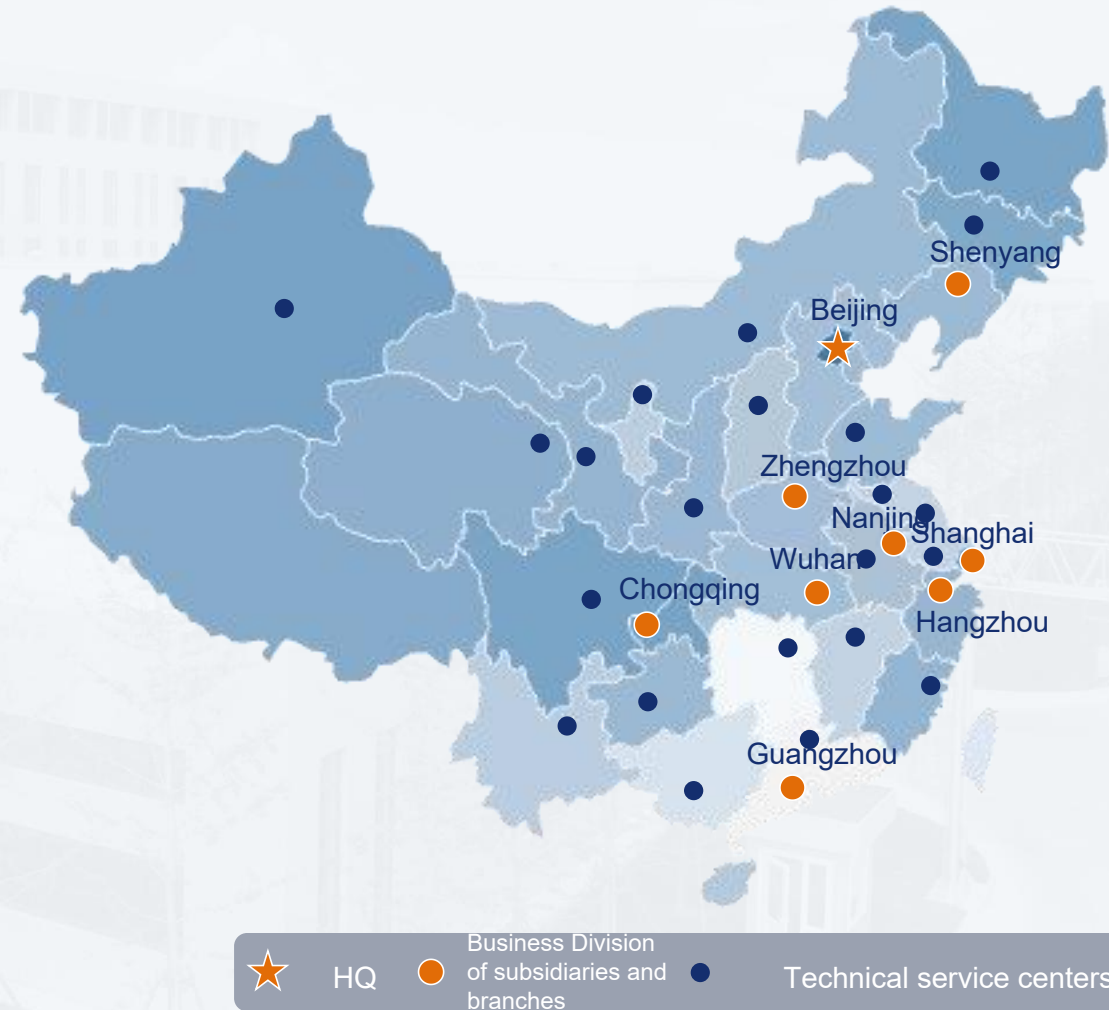 Shenyang
Beijing
Zhengzhou
Nanjing
Shanghai
Wuhan
Chongqing
Hangzhou
Guangzhou
HQ
Business Division
of subsidiaries and
branches
Technical service centers